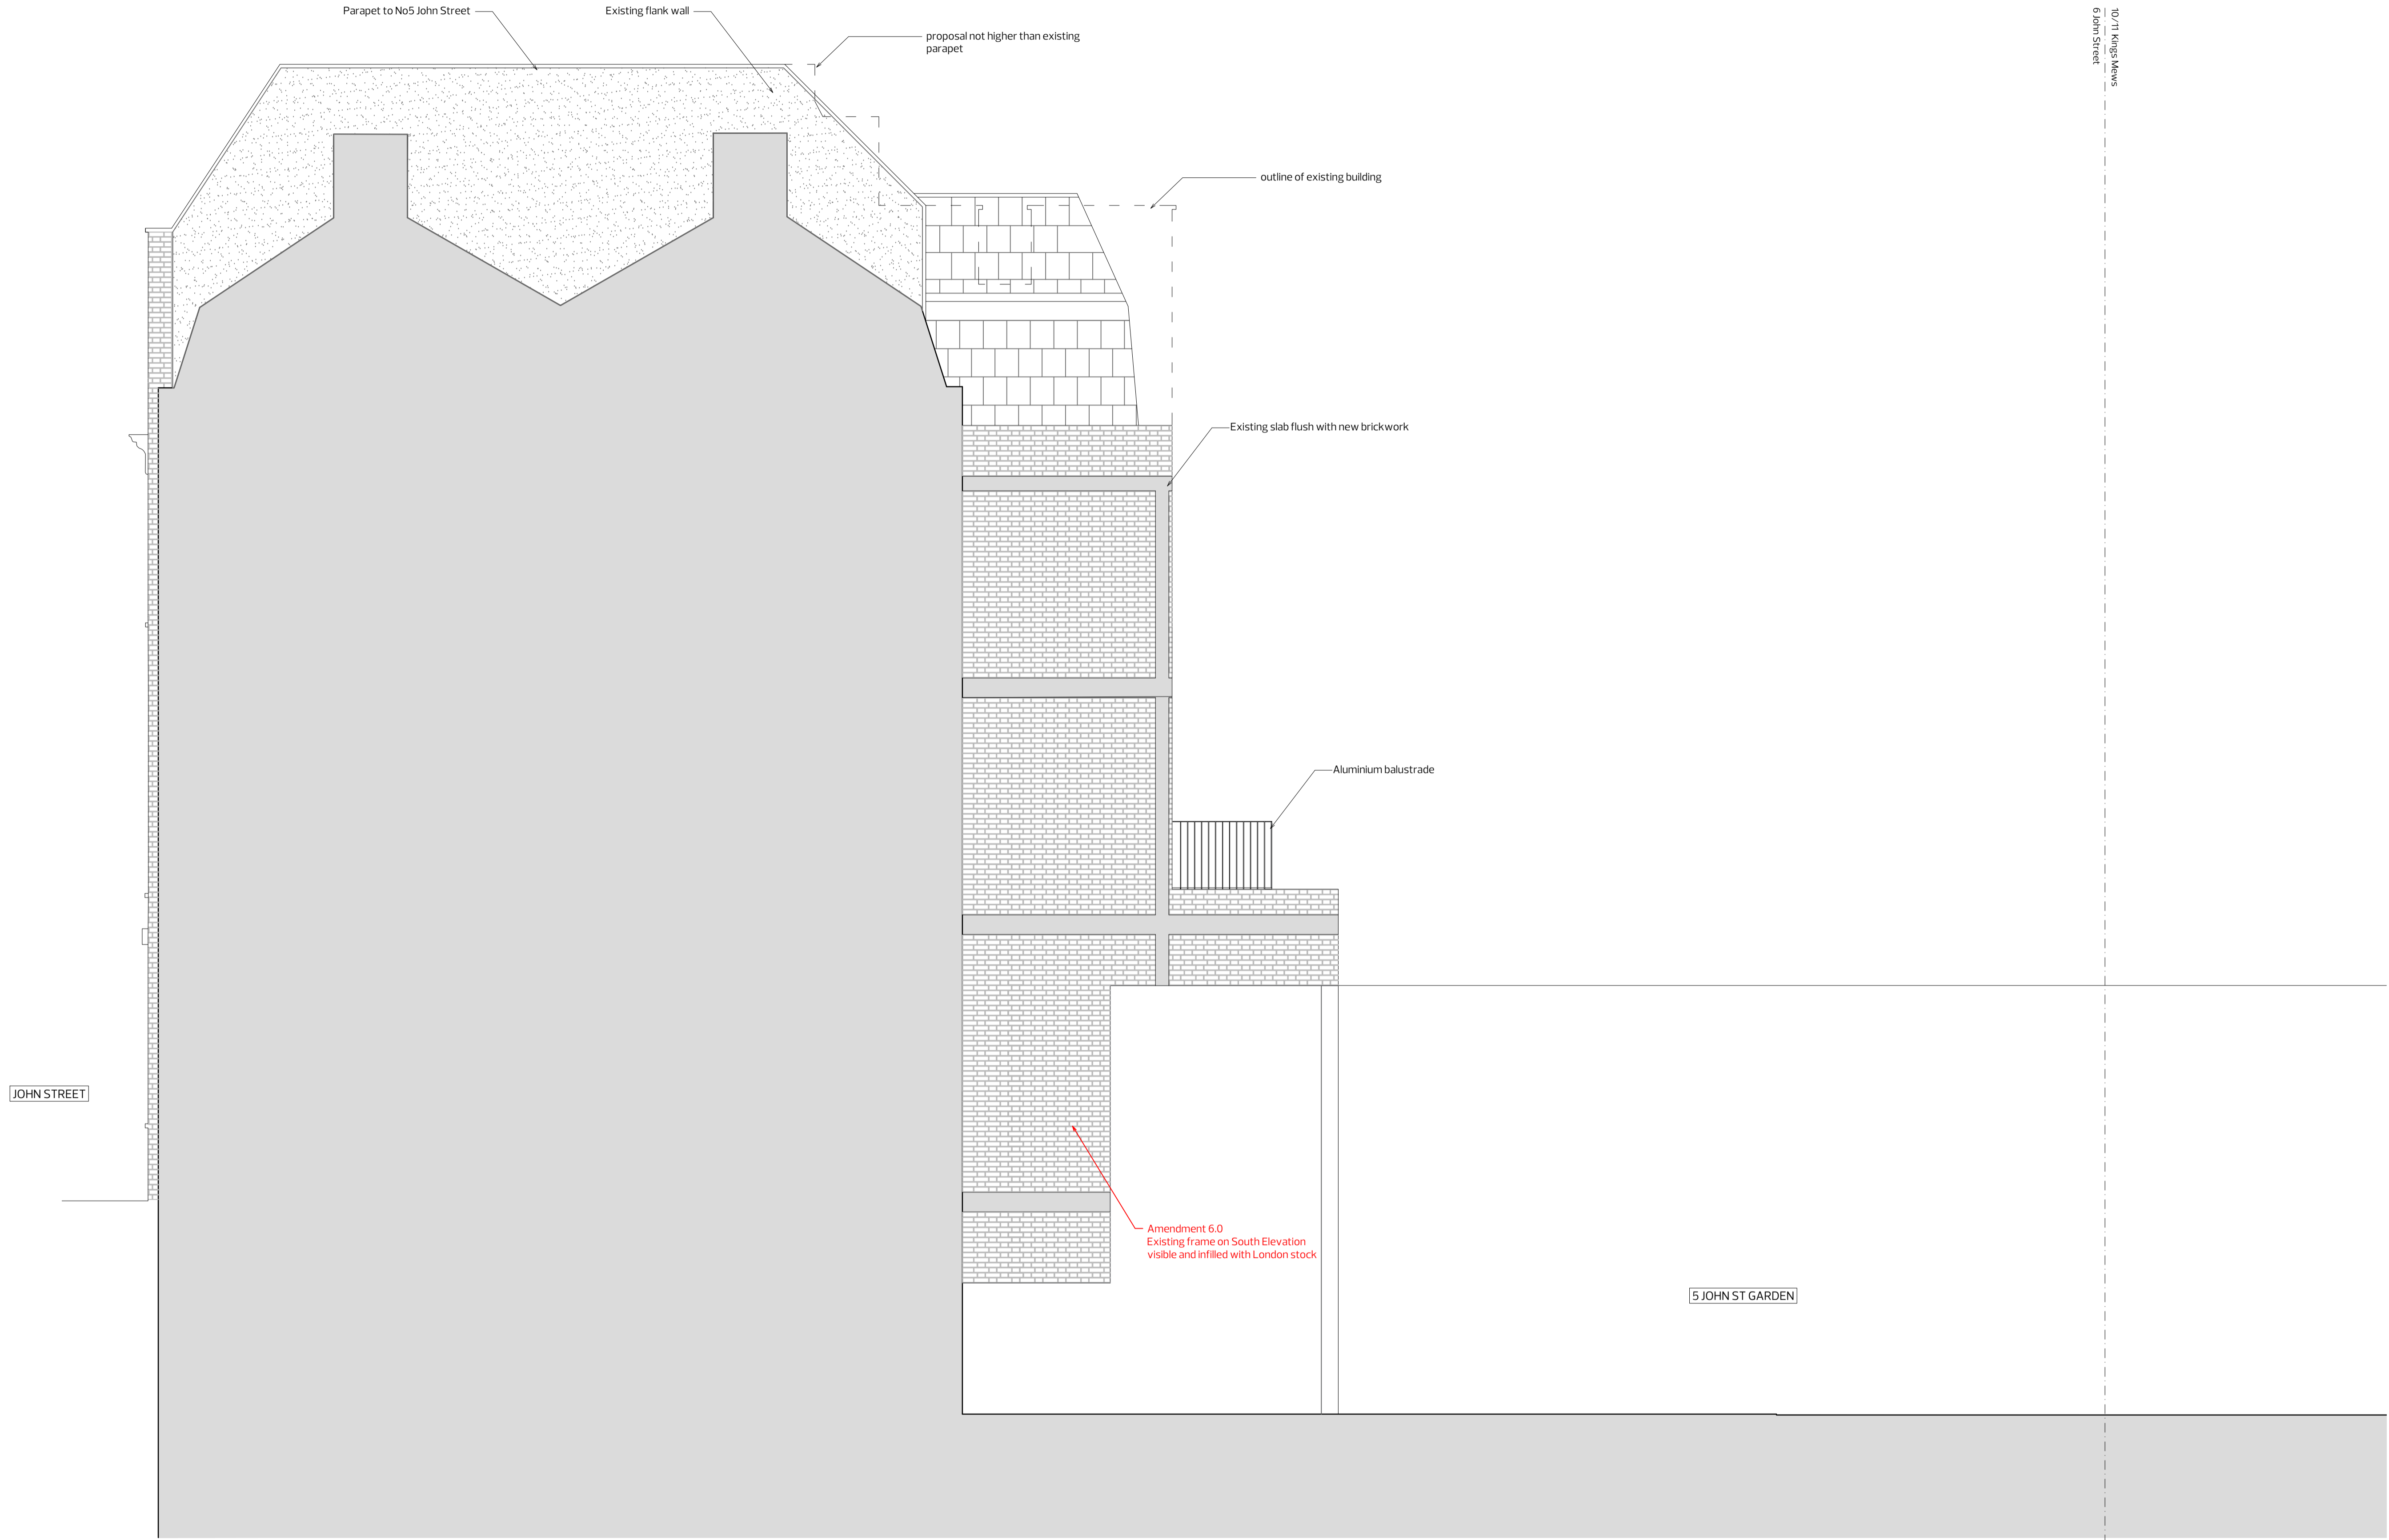 Parapet to No5 John Street
Existing flank wall
proposal not higher than existing
parapet
10/11 Kings Mews
6 John Street
outline of existing building
Existing slab flush with new brickwork
Aluminium balustrade
JOHN STREET
Amendment 6.0
Existing frame on South Elevation
visible and infilled with London stock
5 JOHN ST GARDEN